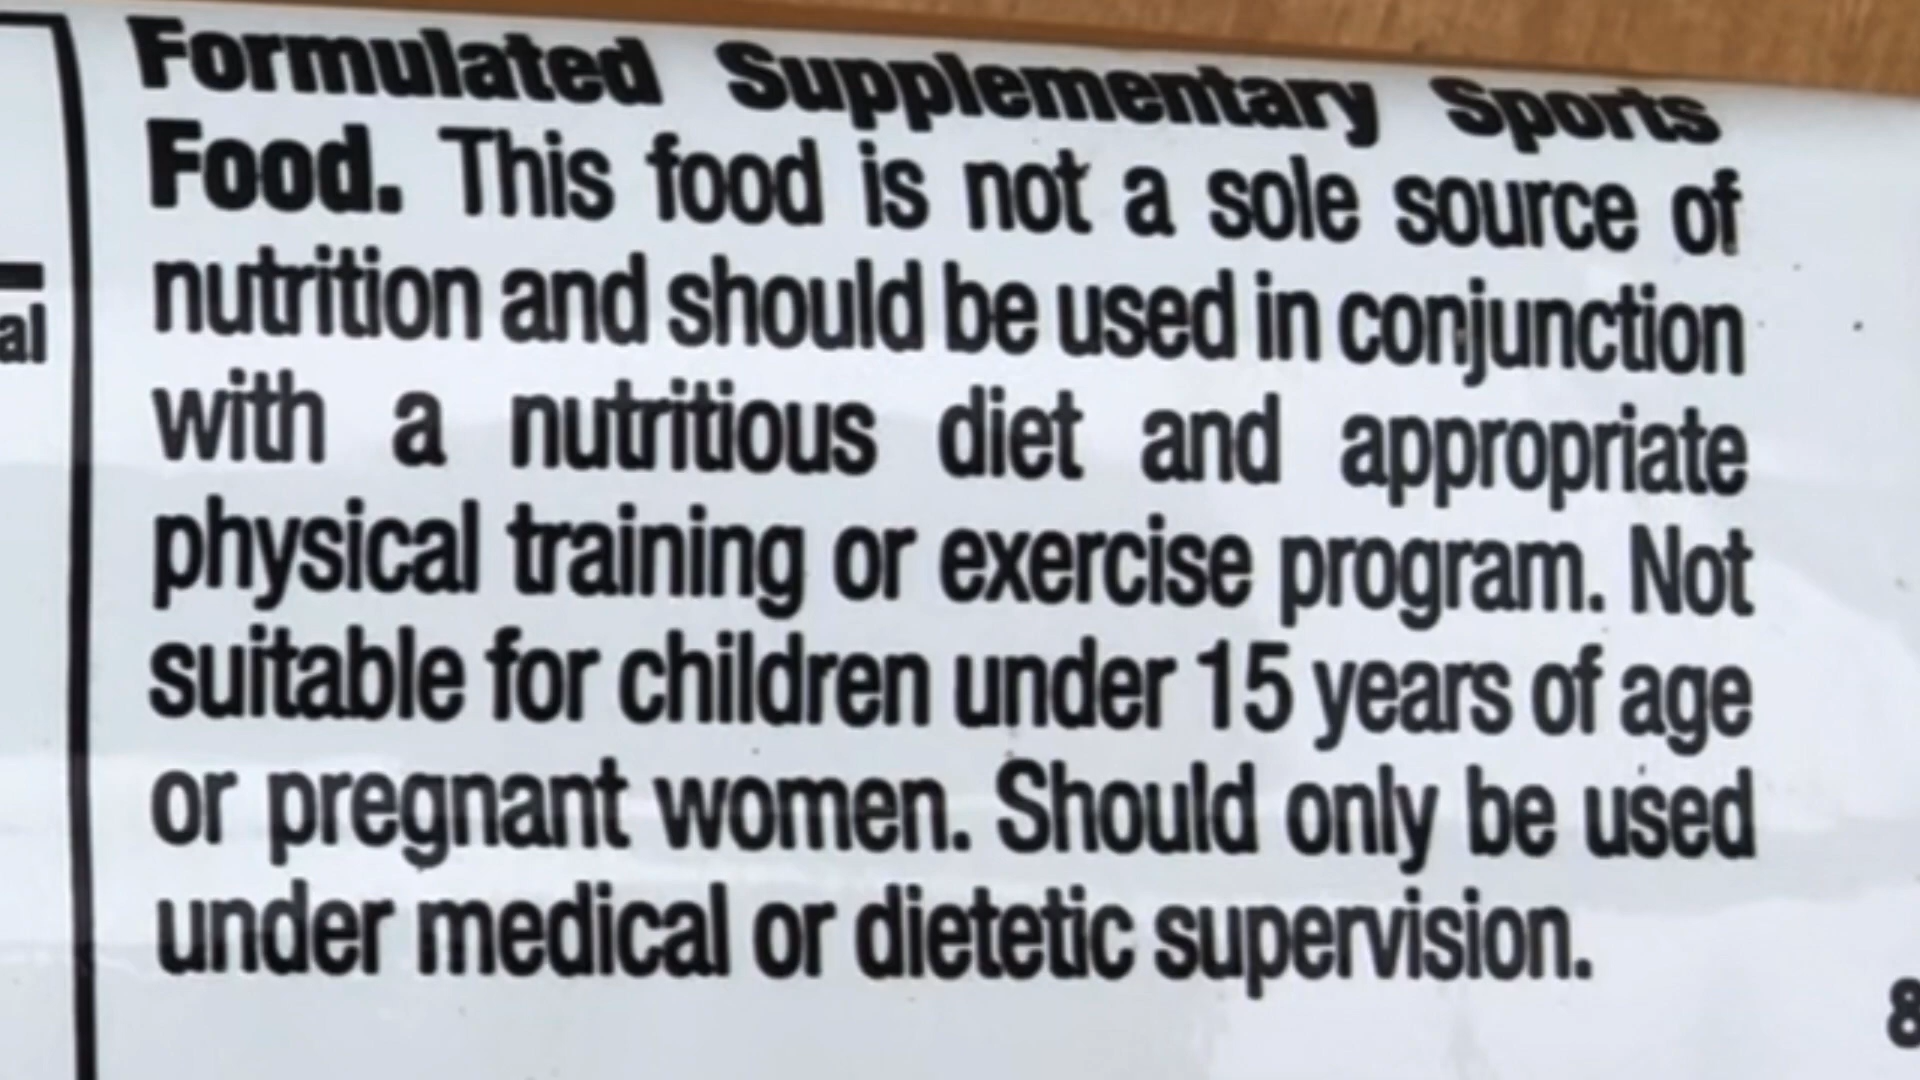 Formulated Supplementary Sports
Food. This food is not a sole source of
nutrition and should be used in conjunction
with a nutritious diet and appropriate
physical training or exercise program. Not
suitable for children under 15 years of age
or pregnant women. Should only be used
under medical or dietetic supervision.
al
8